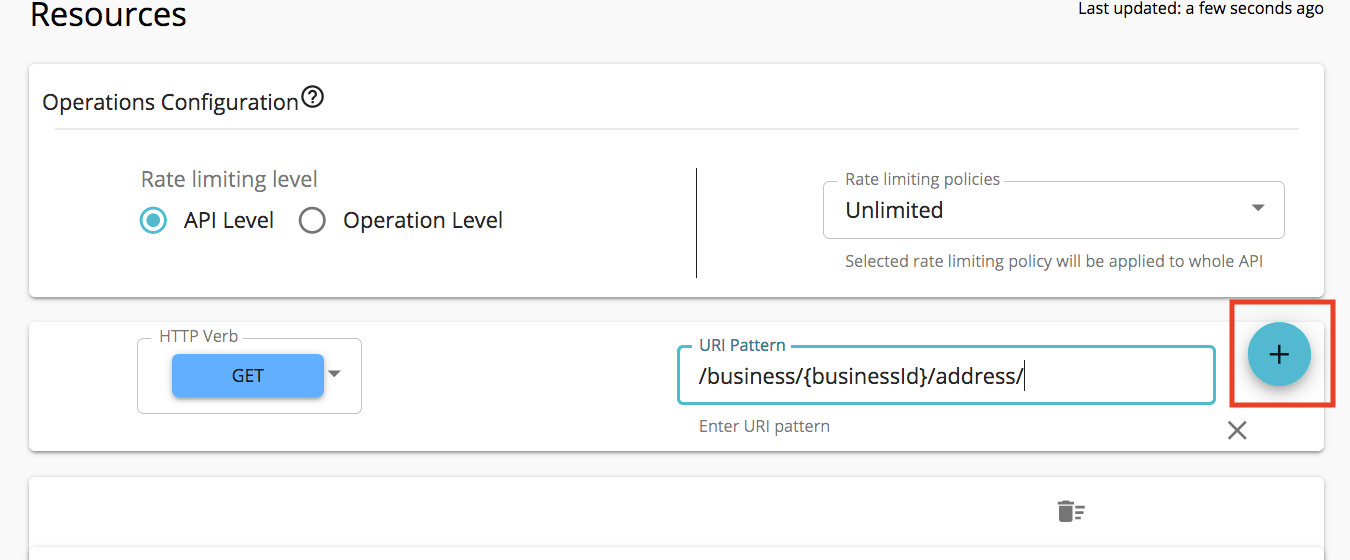 Resources
Last updated: a few seconds ago
Operations Configuration
Rate limiting level
API Level
Operation Level
Rate limiting policies
Unlimited
Selected rate limiting policy will be applied to whole API
HTTP Verb
GET
URI Pattern
/business/{businessId}/address/
Enter URI pattern